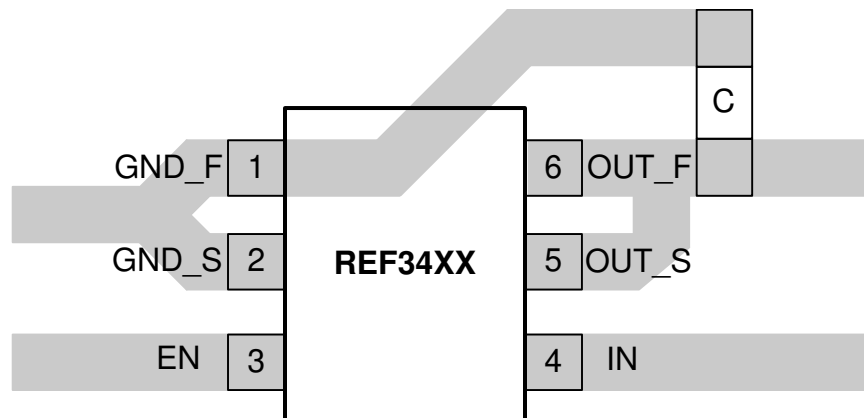 C
GND_F 1 6 OUT_F
GND_S 2 REF34XX 5 OUT_S
EN 3 4 IN